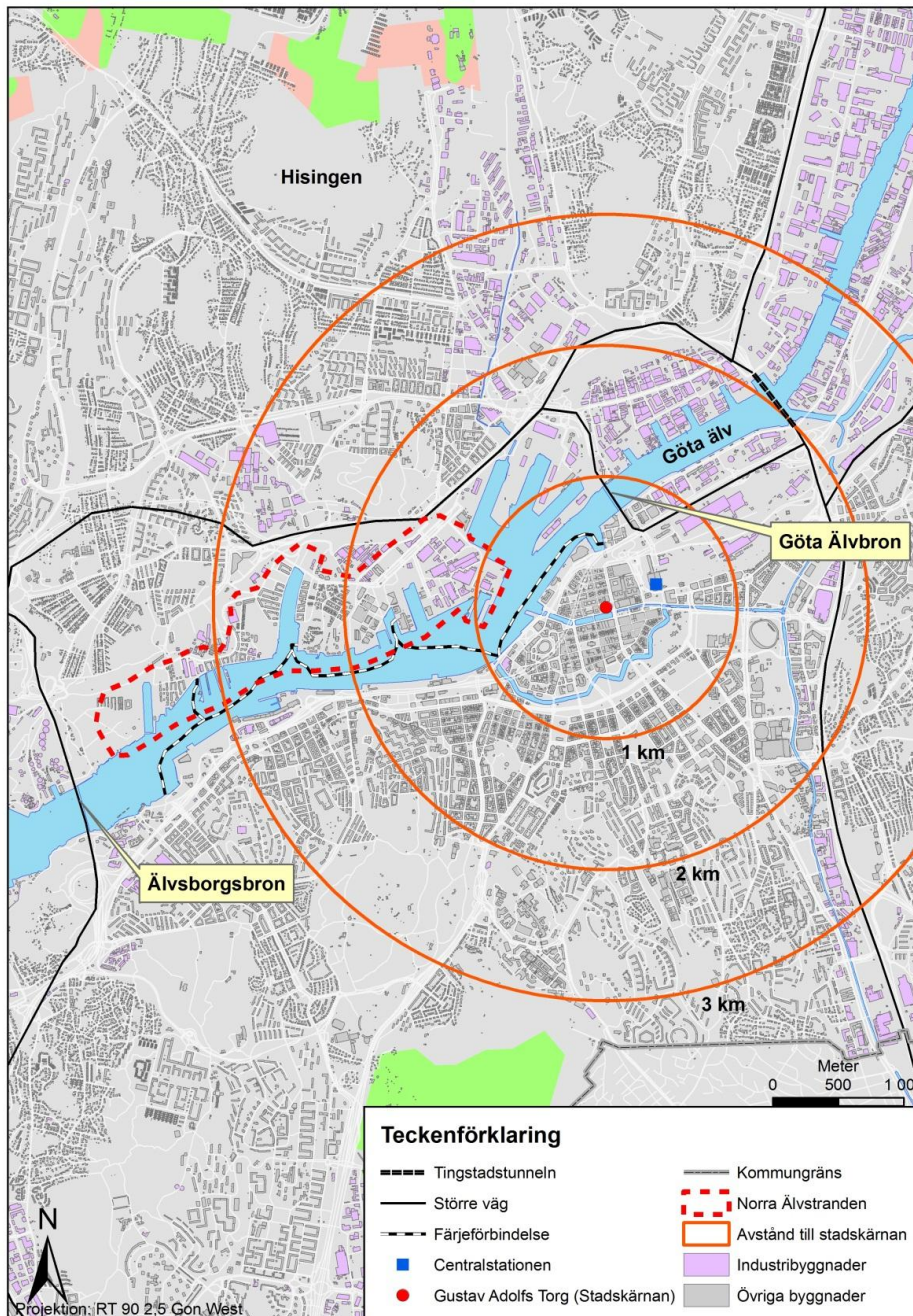 Hisingen
Göta älv
Göta Älvbron
1 km
Älvsborgsbron
2 km
3 km
Meter
0 500 1 00
Teckenförklaring
Tingstadstunneln
Större väg
Färjeförbindelse
Centralstationen
Gustav Adolfs Torg (Stadskärnan)
Kommungräns
Norra Älvstranden
Avstånd till stadskärnan
Industribyggnader
Övriga byggnader
N
Projektion: RT 90 2,5 Gon West